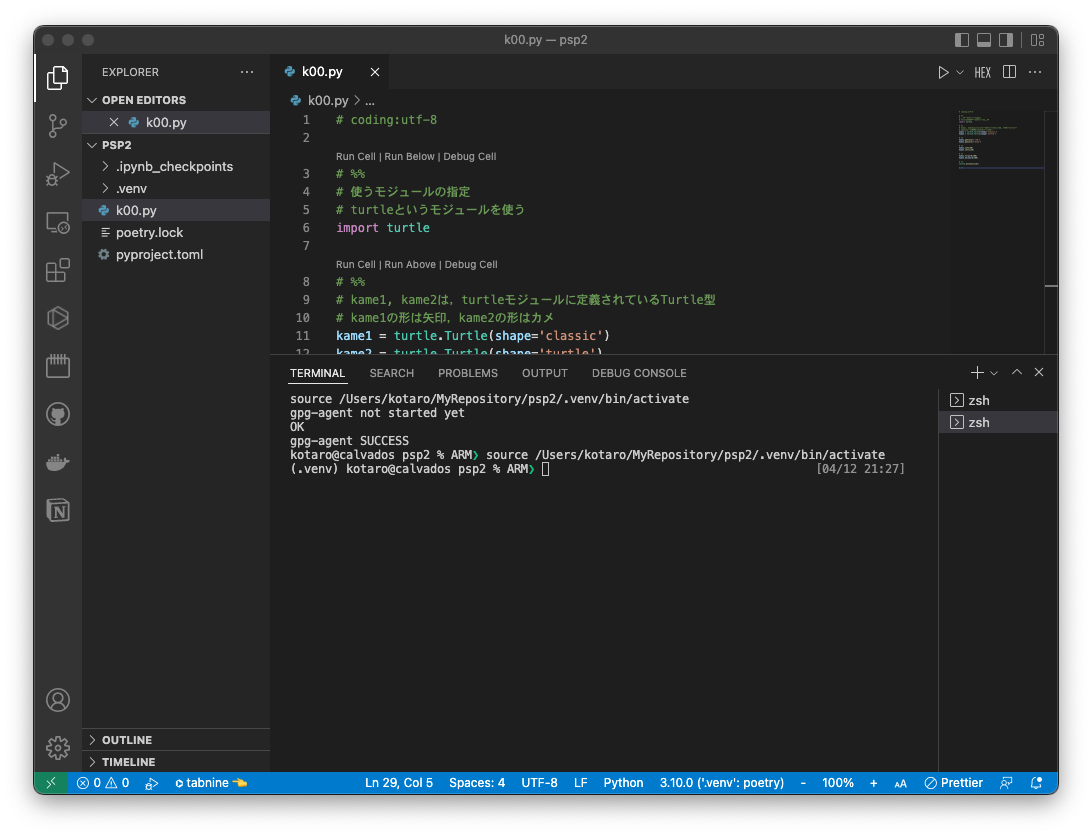 k00.py — psp2
EXPLORER
OPEN EDITORS
k00.py
PSP2
.ipynb_checkpoints
.venv
k00.py
poetry.lock
pyproject.toml
OUTLINE
TIMELINE
k00.py
HEX
k00.py > ...
1 # coding:utf-8
2
Run Cell | Run Below | Debug Cell
3 # %%
4 # 使うモジュールの指定
5 # turtleというモジュールを使う
6 import turtle
7
Run Cell | Run Above | Debug Cell
8 # %%
9 # kame1, kame2は，turtleモジュールに定義されているTurtle型
10 # kame1の形は矢印，kame2の形はカメ
11 kame1 = turtle.Turtle(shape='classic')
12 kame2 = turtle.Turtle(shape='turtle')
TERMINAL SEARCH PROBLEMS OUTPUT DEBUG CONSOLE
source /Users/kotaro/MyRepository/psp2/.venv/bin/activate
gpg-agent not started yet
OK
gpg-agent SUCCESS
kotaro@calvados psp2 % ARM❯ source /Users/kotaro/MyRepository/psp2/.venv/bin/activate
(.venv) kotaro@calvados psp2 % ARM❯ [04/12 21:27]
zsh
zsh
0 0 tabnine Ln 29, Col 5 Spaces: 4 UTF-8 LF Python 3.10.0 ('.venv': poetry) - 100% + AA Prettier